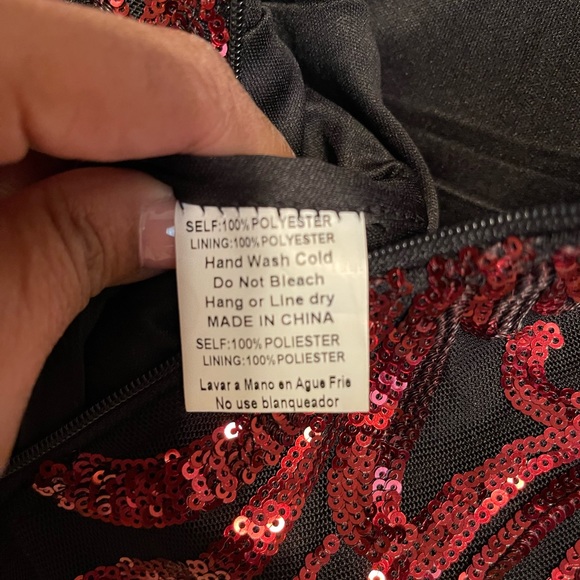 SELF:100% POLYESTER
LINING:100% POLYESTER
Hand Wash Cold
Do Not Bleach
Hang or Line dry
MADE IN CHINA
SELF:100% POLIESTER
LINING:100% POLIESTER
Lavar a Mano en Ague Frie
No use blanqueador